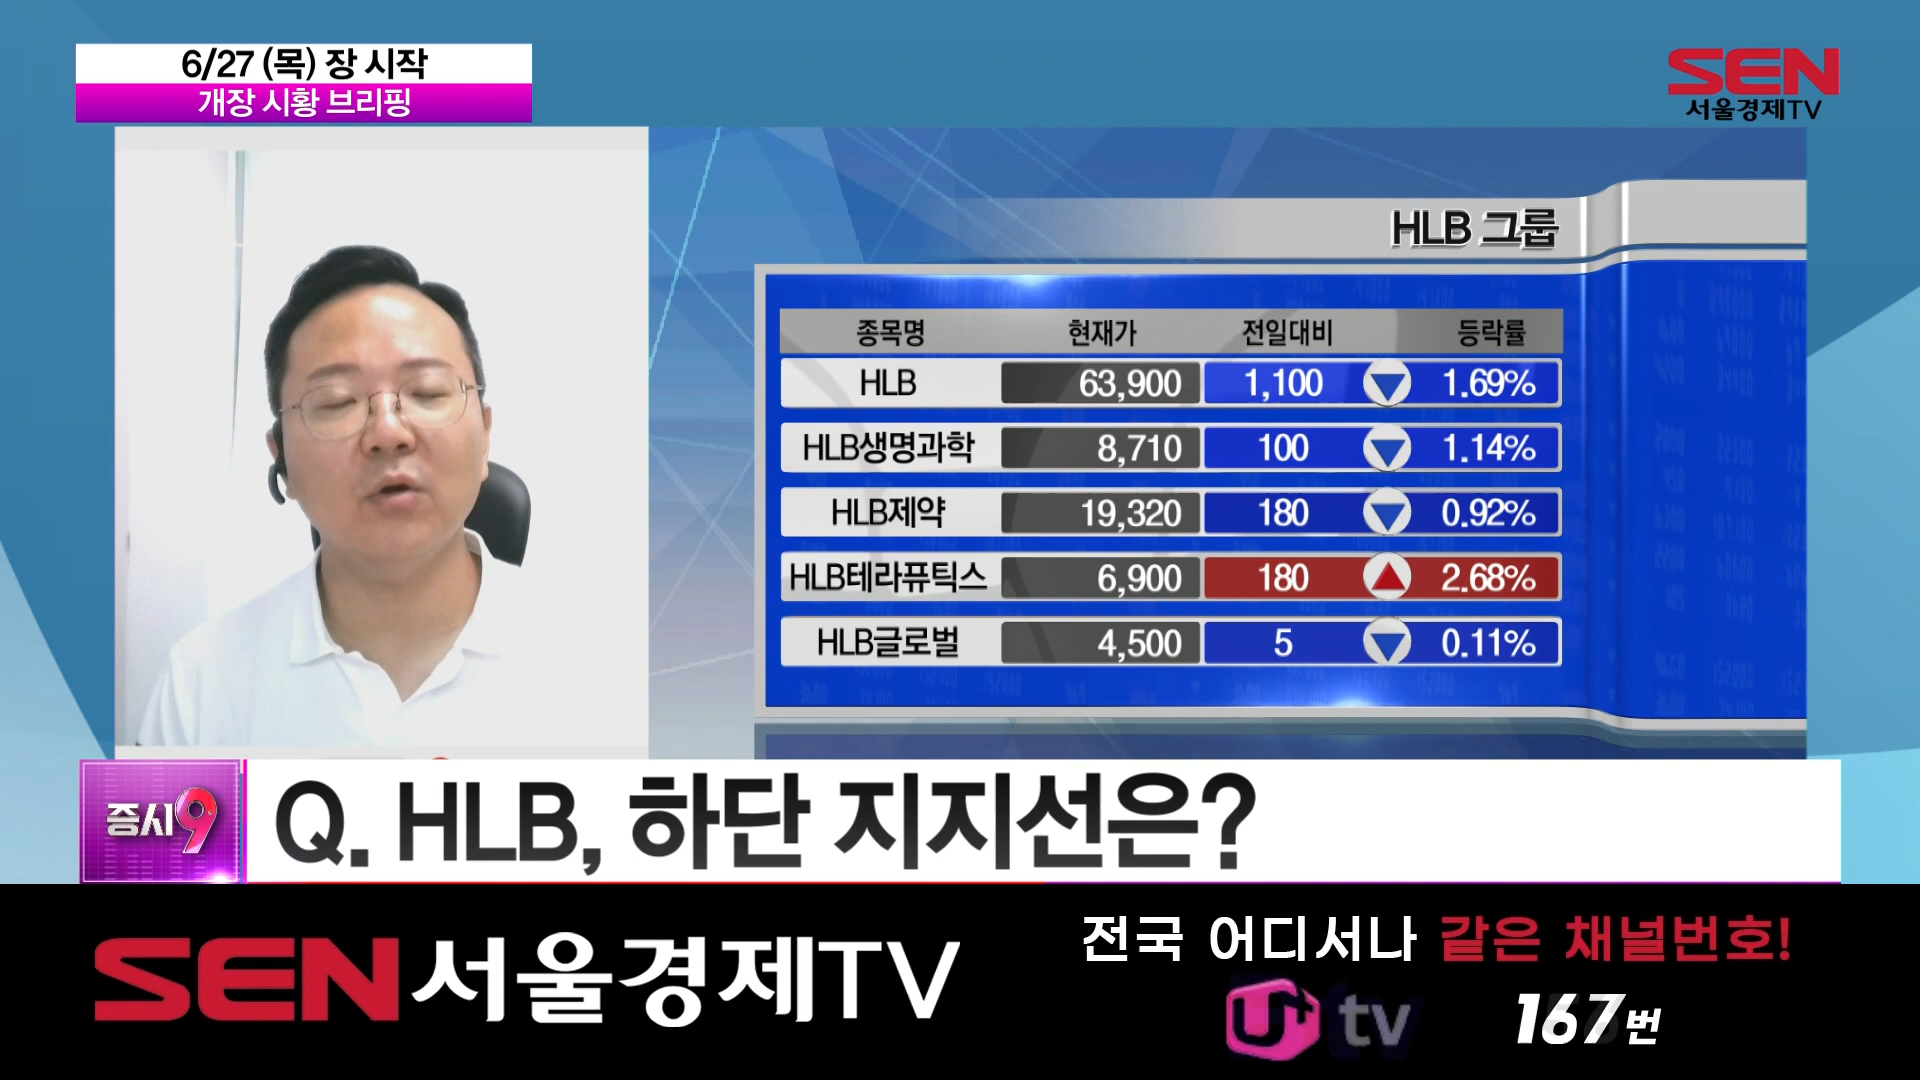 6/27 (목) 장 시작
개장 시황 브리핑
SEN
서울경제TV
HLB 그룹
종목명 현재가 전일대비 등락률
HLB 63,900 1,100 ▼ 1.69%
HLB생명과학 8,710 100 ▼ 1.14%
HLB제약 19,320 180 ▼ 0.92%
HLB테라퓨틱스 6,900 180 ▲ 2.68%
HLB글로벌 4,500 5 ▼ 0.11%
증시9
Q. HLB, 하단 지지선은?
SEN서울경제TV
전국 어디서나 같은 채널번호!
U+ tv 167번